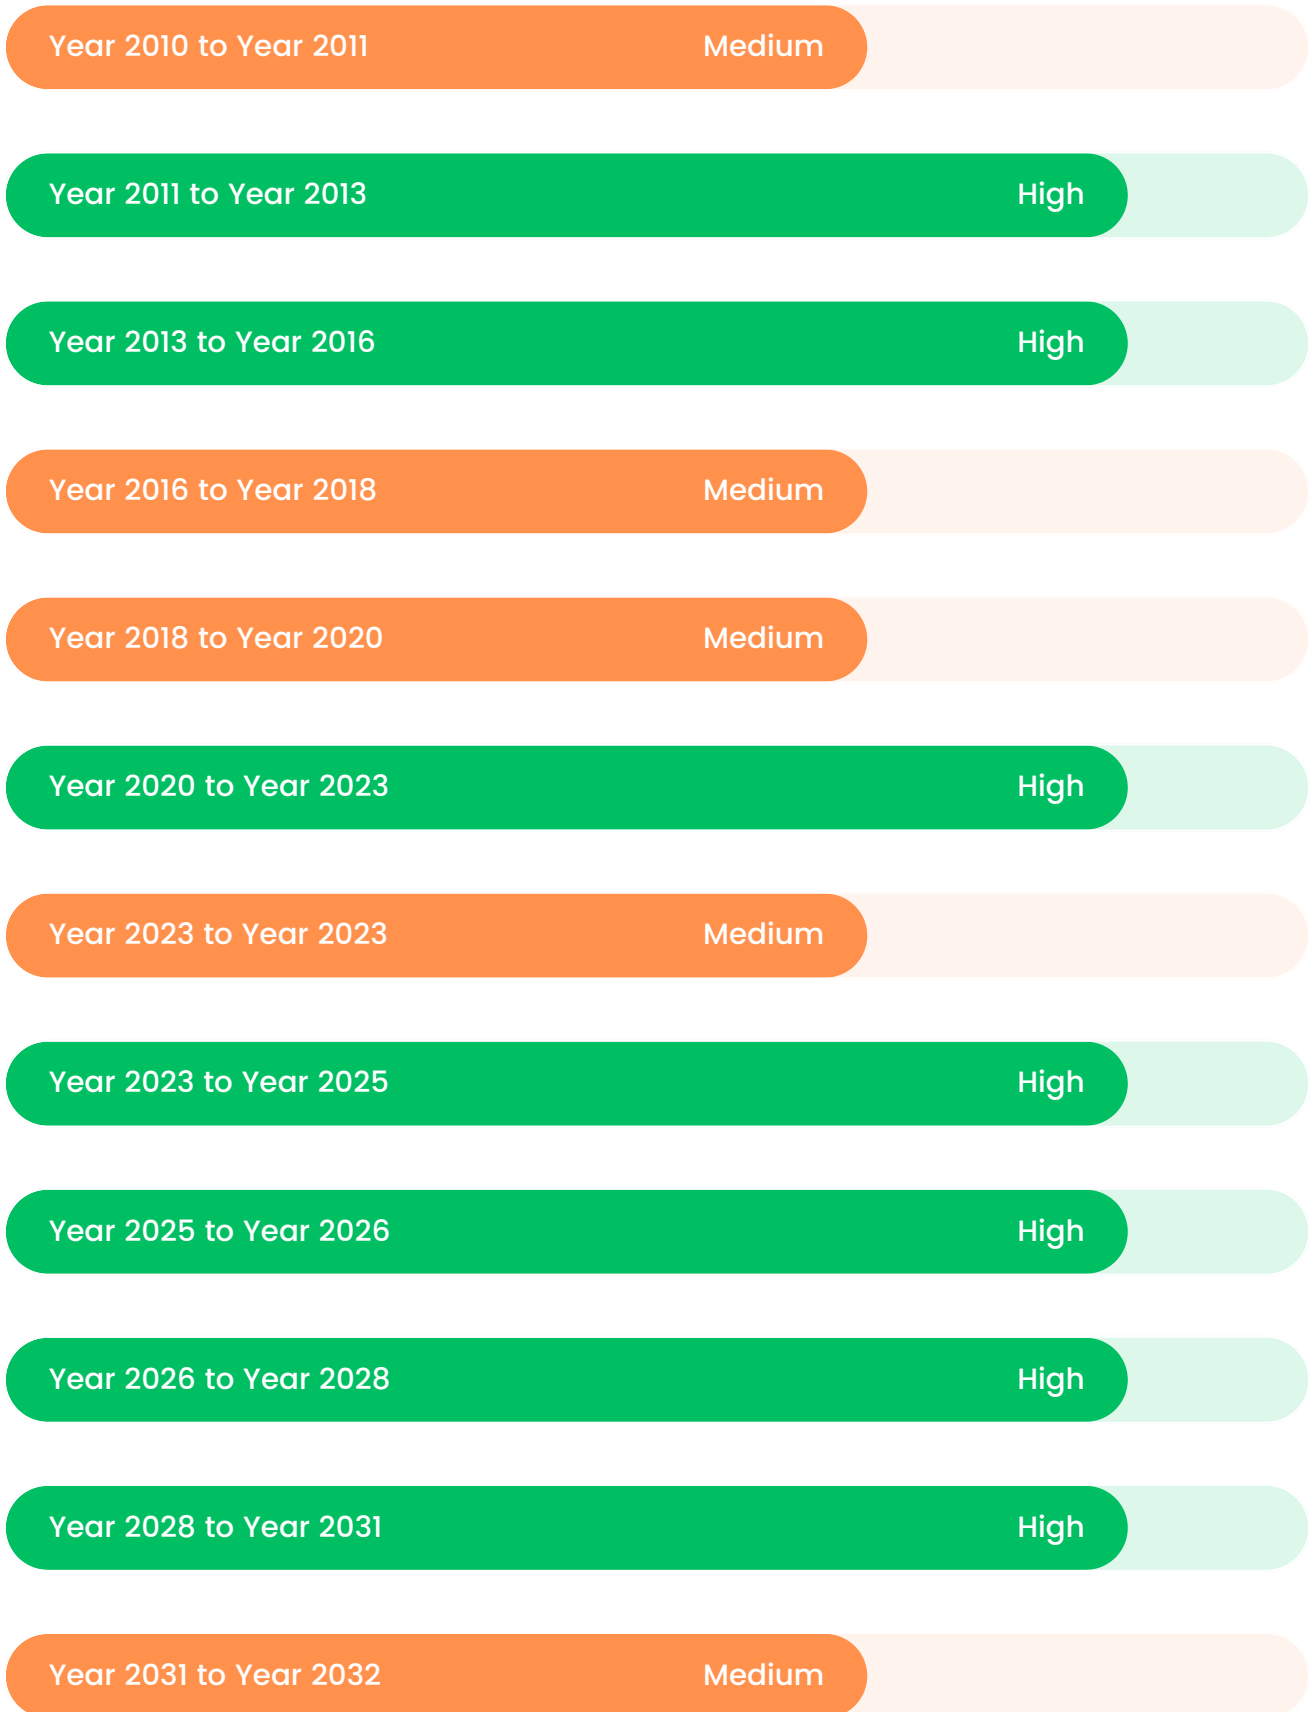 Year 2010 to Year 2011 Medium
Year 2011 to Year 2013 High
Year 2013 to Year 2016 High
Year 2016 to Year 2018 Medium
Year 2018 to Year 2020 Medium
Year 2020 to Year 2023 High
Year 2023 to Year 2023 Medium
Year 2023 to Year 2025 High
Year 2025 to Year 2026 High
Year 2026 to Year 2028 High
Year 2028 to Year 2031 High
Year 2031 to Year 2032 Medium